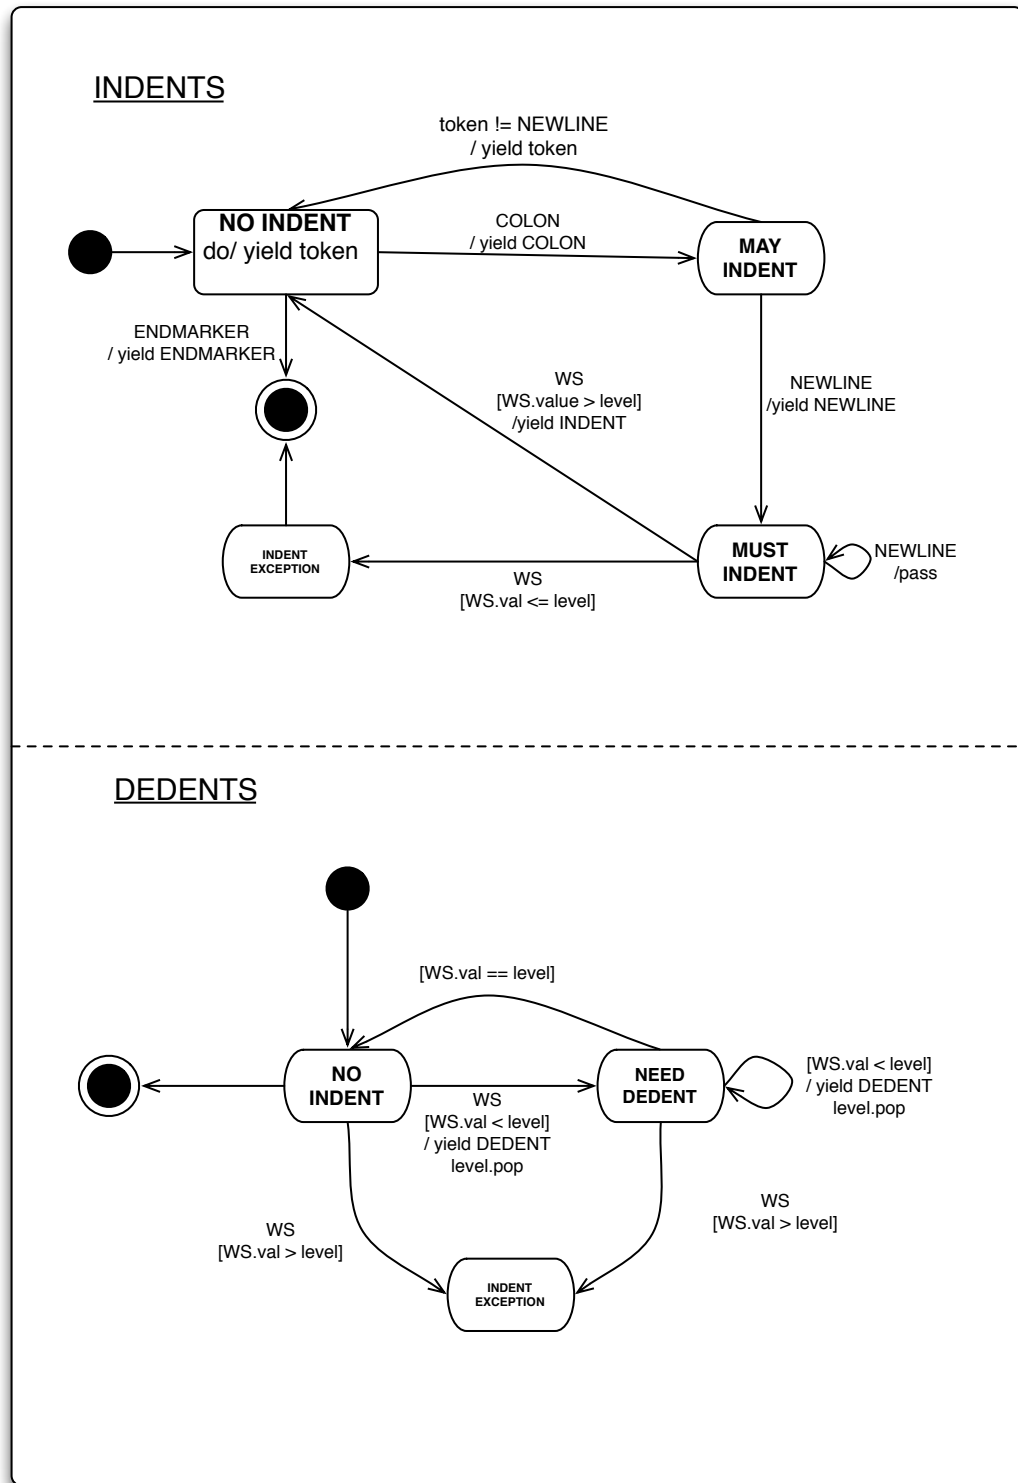 INDENTS
token != NEWLINE
/ yield token
NO INDENT
do/ yield token
COLON
/ yield COLON
MAY
INDENT
ENDMARKER
/ yield ENDMARKER
WS
[WS.value > level]
/yield INDENT
NEWLINE
/yield NEWLINE
INDENT
EXCEPTION
MUST
INDENT
NEWLINE
/pass
WS
[WS.val <= level]
DEDENTS
[WS.val == level]
NO
INDENT
NEED
DEDENT
[WS.val < level]
/ yield DEDENT
level.pop
WS
[WS.val < level]
/ yield DEDENT
level.pop
WS
[WS.val > level]
WS
[WS.val > level]
INDENT
EXCEPTION